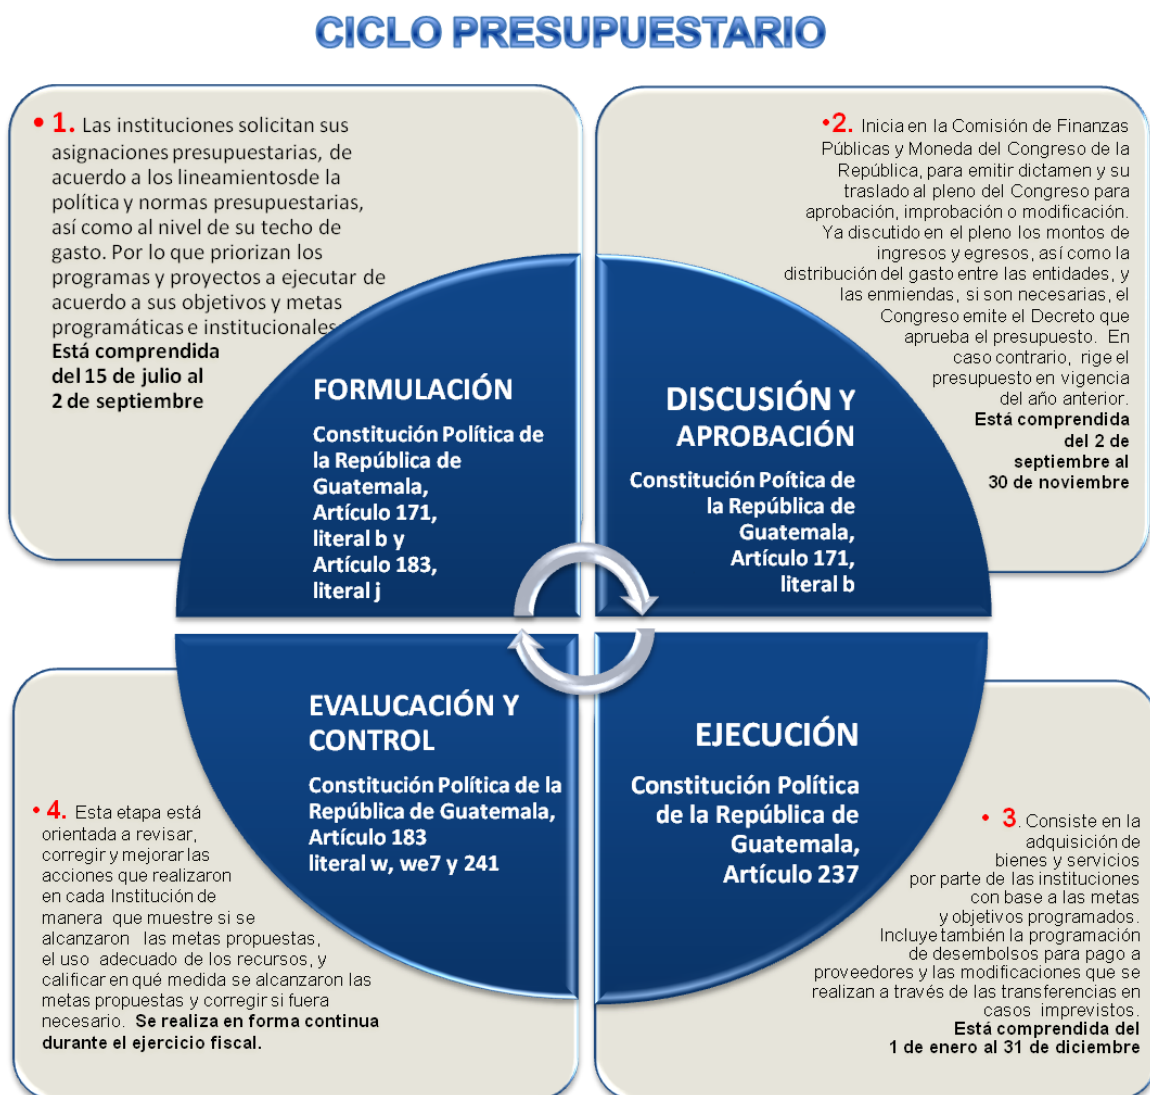 CICLO PRESUPUESTARIO
• 1. Las instituciones solicitan sus
asignaciones presupuestarias, de
acuerdo a los lineamientosde la
política y normas presupuestarias,
así como al nivel de su techo de
gasto. Por lo que priorizan los
programas y proyectos a ejecutar de
acuerdo a sus objetivos y metas
programáticas e institucionales
Está comprendida
del 15 de julio al
2 de septiembre
FORMULACIÓN
Constitución Política de
la República de
Guatemala,
Artículo 171,
literal b y
Artículo 183,
literal j
•2. Inicia en la Comisión de Finanzas
Públicas y Moneda del Congreso de la
República, para emitir dictamen y su
traslado al pleno del Congreso para
aprobación, improbación o modificación.
Ya discutido en el pleno los montos de
ingresos y egresos, así como la
distribución del gasto entre las entidades, y
las enmiendas, si son necesarias, el
Congreso emite el Decreto que
aprueba el presupuesto. En
caso contrario, rige el
presupuesto en vigencia
del año anterior.
Está comprendida
del 2 de
septiembre al
30 de noviembre
DISCUSIÓN Y
APROBACIÓN
Constitución Poítica de
la República de
Guatemala,
Artículo 171,
literal b
EJECUCIÓN
Constitución Política
de la República de
Guatemala,
Artículo 237
• 3. Consiste en la
adquisición de
bienes y servicios
por parte de las instituciones
con base a las metas
y objetivos programados.
Incluye también la programación
de desembolsos para pago a
proveedores y las modificaciones que se
realizan a través de las transferencias en
casos imprevistos.
Está comprendida del
1 de enero al 31 de diciembre
EVALUCACIÓN Y
CONTROL
Constitución Política de la
República de Guatemala,
Artículo 183
literal w, we7 y 241
• 4. Esta etapa está
orientada a revisar,
corregir y mejorar las
acciones que realizaron
en cada Institución de
manera que muestre si se
alcanzaron las metas propuestas,
el uso adecuado de los recursos, y
calificar en qué medida se alcanzaron las
metas propuestas y corregir si fuera
necesario. Se realiza en forma continua
durante el ejercicio fiscal.